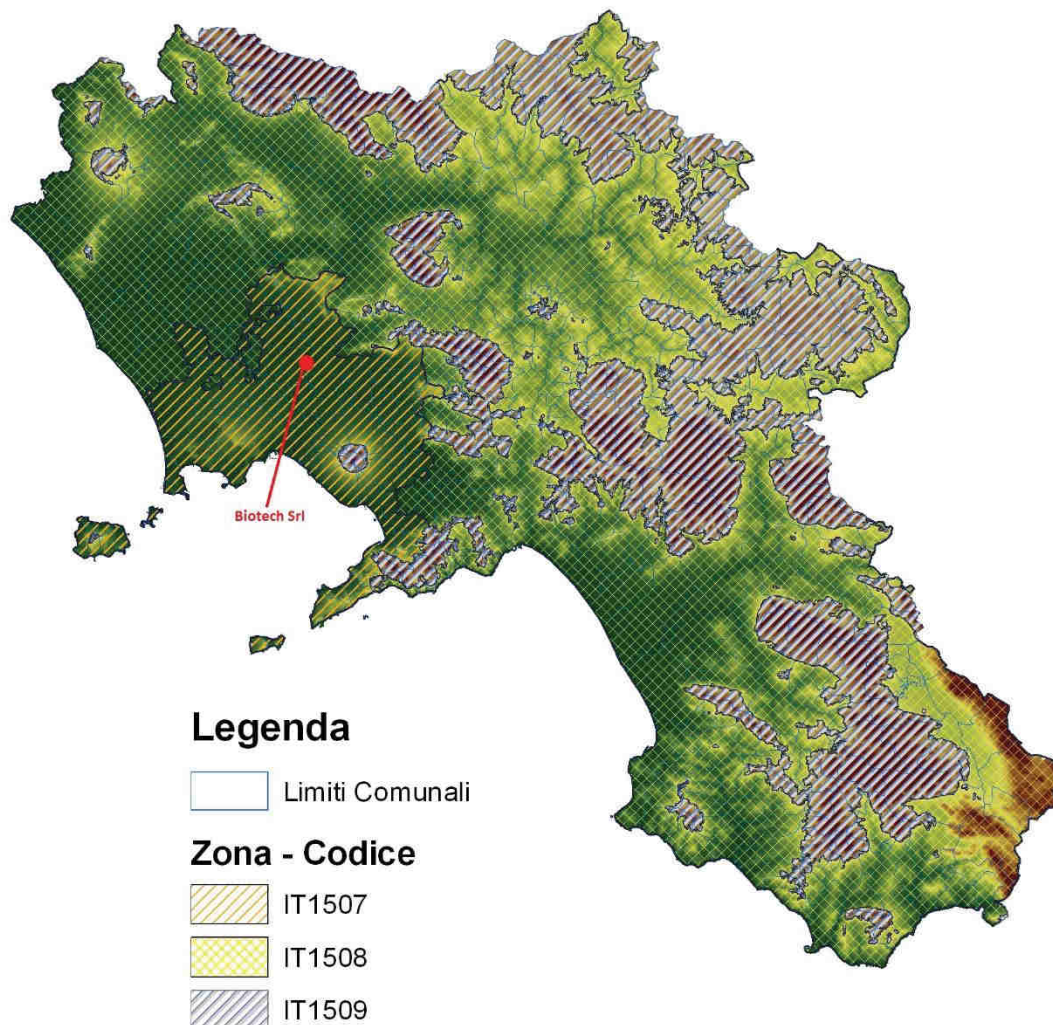 Biotech Srl
Legenda
Limiti Comunali
Zona - Codice
IT1507
IT1508
IT1509